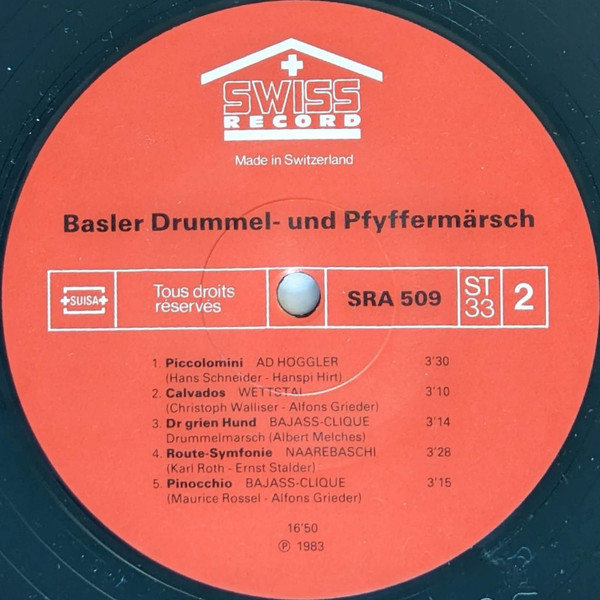 SWISS
RECORD
Made in Switzerland
Basler Drummel- und Pfyffermärsch
SUISA
Tous droits
réservés
SRA 509
ST
33
2
1. Piccolomini AD HÖGGLER 3'30
(Hans Schneider - Hanspi Hirt)
2. Calvados WETTSTAI 3'10
(Christoph Walliser - Alfons Grieder)
3. Dr grien Hund BAJASS-CLIQUE 3'14
Drummelmarsch (Albert Melches)
4. Route-Symfonie NAAREBASCHI 3'28
(Karl Roth - Ernst Stalder)
5. Pinocchio BAJASS-CLIQUE 3'15
(Maurice Rossel - Alfons Grieder)
16'50
℗ 1983